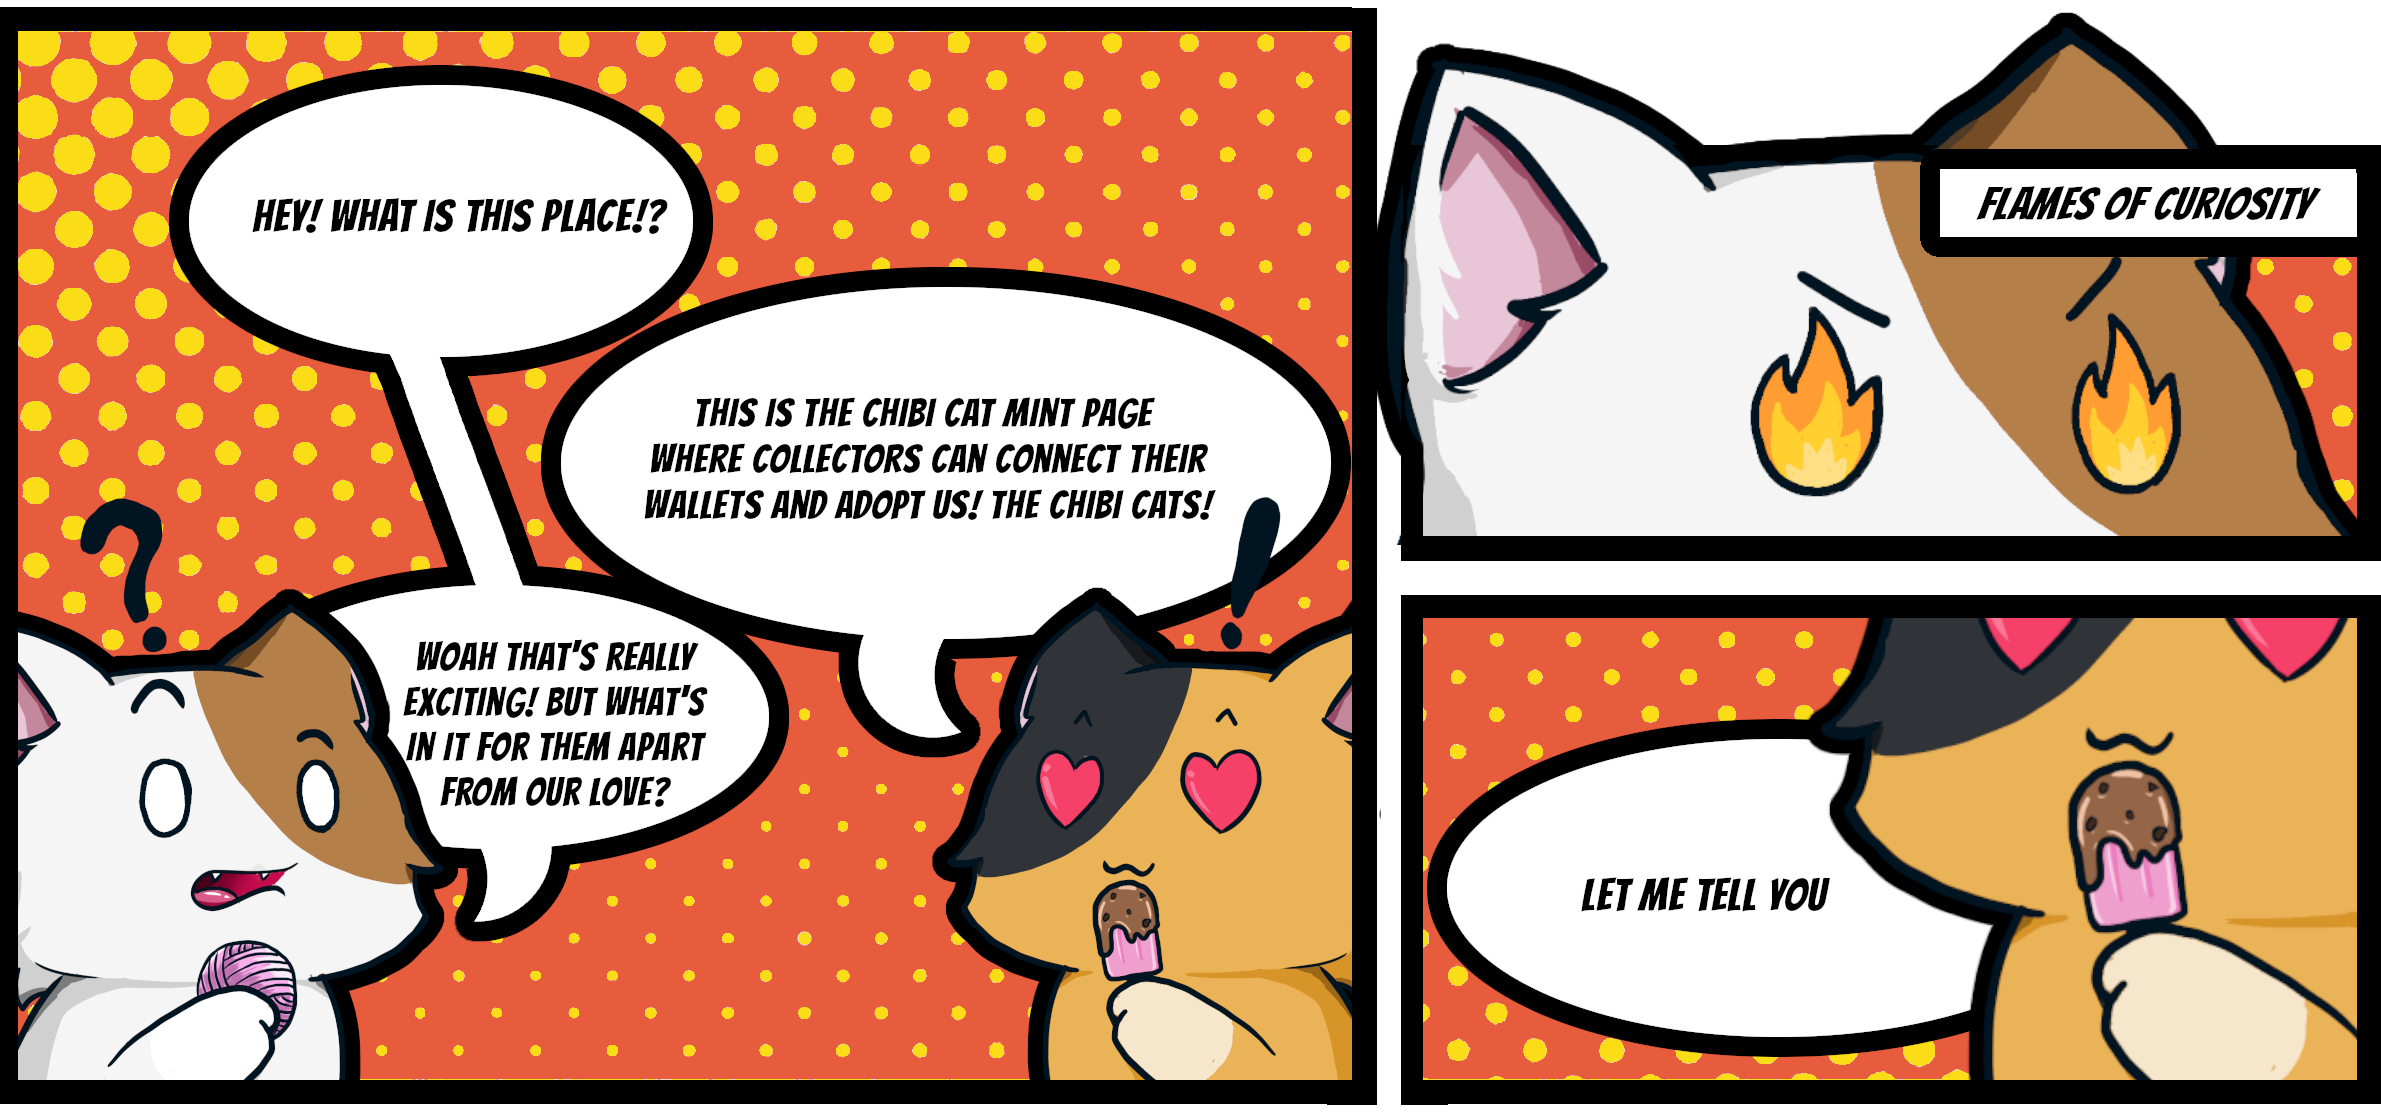 HEY! WHAT IS THIS PLACE!?
THIS IS THE CHIBI CAT MINT PAGE
WHERE COLLECTORS CAN CONNECT THEIR
WALLETS AND ADOPT US! THE CHIBI CATS!
?
!
WOAH THAT'S REALLY
EXCITING! BUT WHAT'S
IN IT FOR THEM APART
FROM OUR LOVE?
FLAMES OF CURIOSITY
LET ME TELL YOU